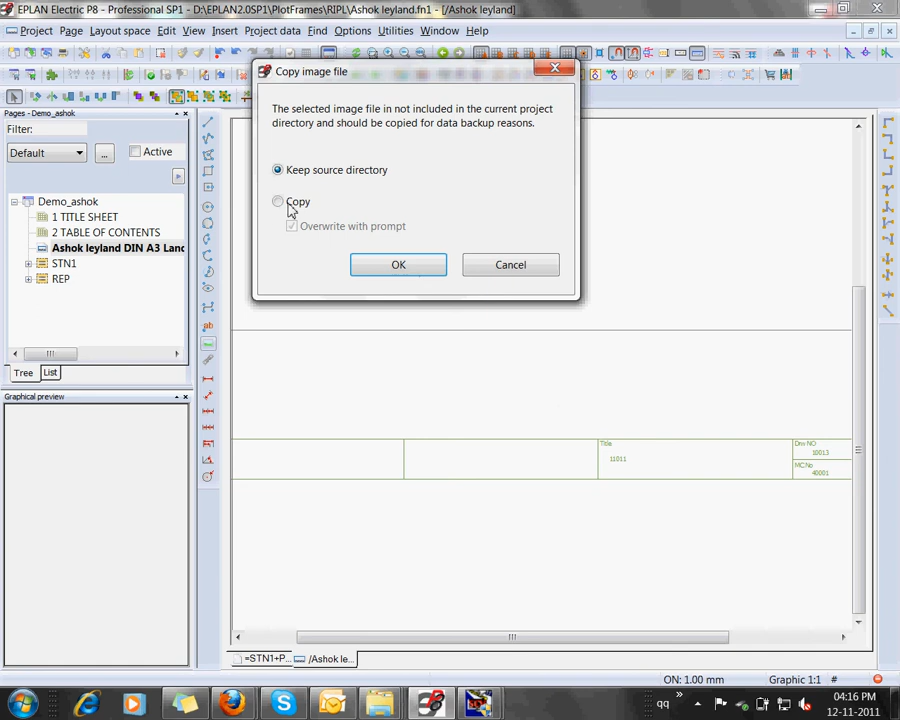 EPLAN Electric P8 - Professional SP1 - D:\EPLAN2.0SP1\PlotFrames\RIPL\Ashok leyland.fn1 - [/Ashok leyland]
Project Page Layout space Edit View Insert Project data Find Options Utilities Window Help
Pages - Demo_ashok
Filter:
Default
...
Active
Demo_ashok
1 TITLE SHEET
2 TABLE OF CONTENTS
Ashok leyland DIN A3 Land
STN1
REP
Tree List
Graphical preview
ab
Copy image file
The selected image file in not included in the current project
directory and should be copied for data backup reasons.
Keep source directory
Copy
Overwrite with prompt
OK Cancel
Title
11011
Drw NO
10013
MC.No
40001
=STN1+P... /Ashok le...
ON: 1.00 mm Graphic 1:1 #
qq
04:16 PM
12-11-2011